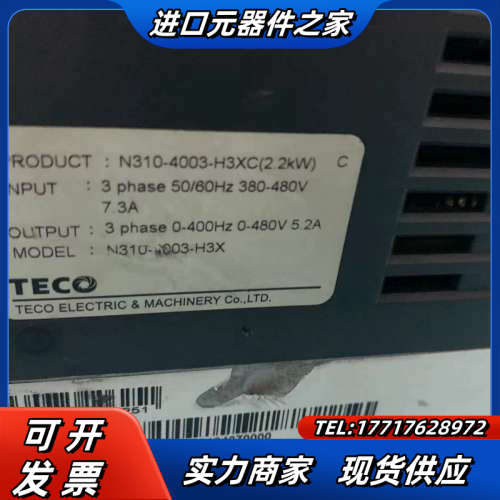 进口元器件之家
PRODUCT : N310-4003-H3XC(2.2kW) C
INPUT : 3 phase 50/60Hz 380-480V
7.3A
OUTPUT : 3 phase 0-400Hz 0-480V 5.2A
MODEL : N310-4003-H3X
TECO
TECO ELECTRIC & MACHINERY Co.,LTD.
TEL:17717628972
可开
发票
实力商家 现货供应